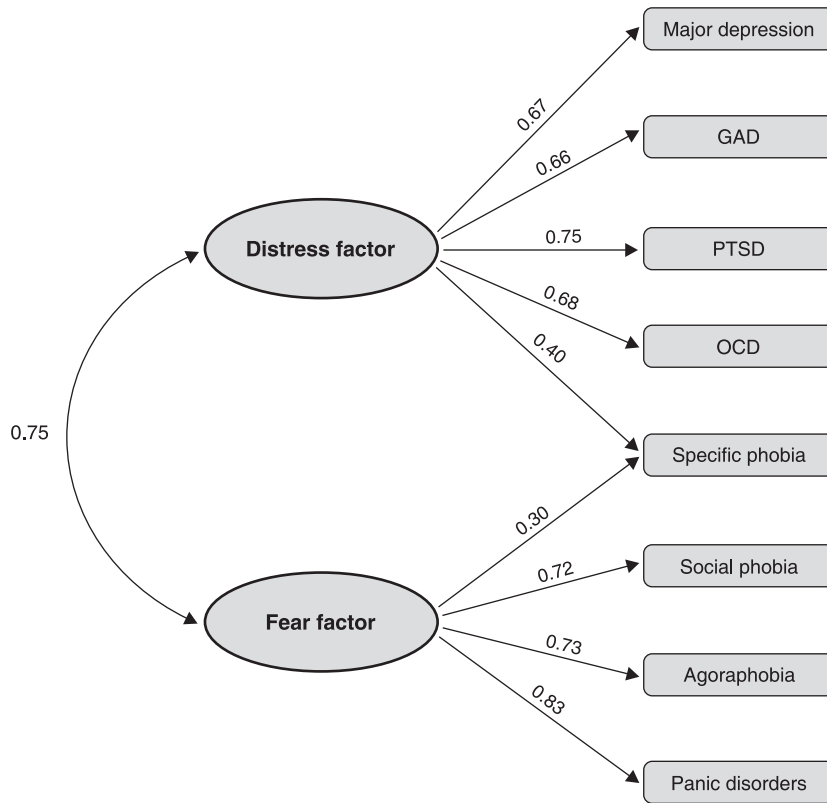 Major depression
0.67
GAD
0.66
Distress factor
0.75
PTSD
0.68
OCD
0.40
0.75
Specific phobia
0.30
Social phobia
0.72
Fear factor
0.73
Agoraphobia
0.83
Panic disorders